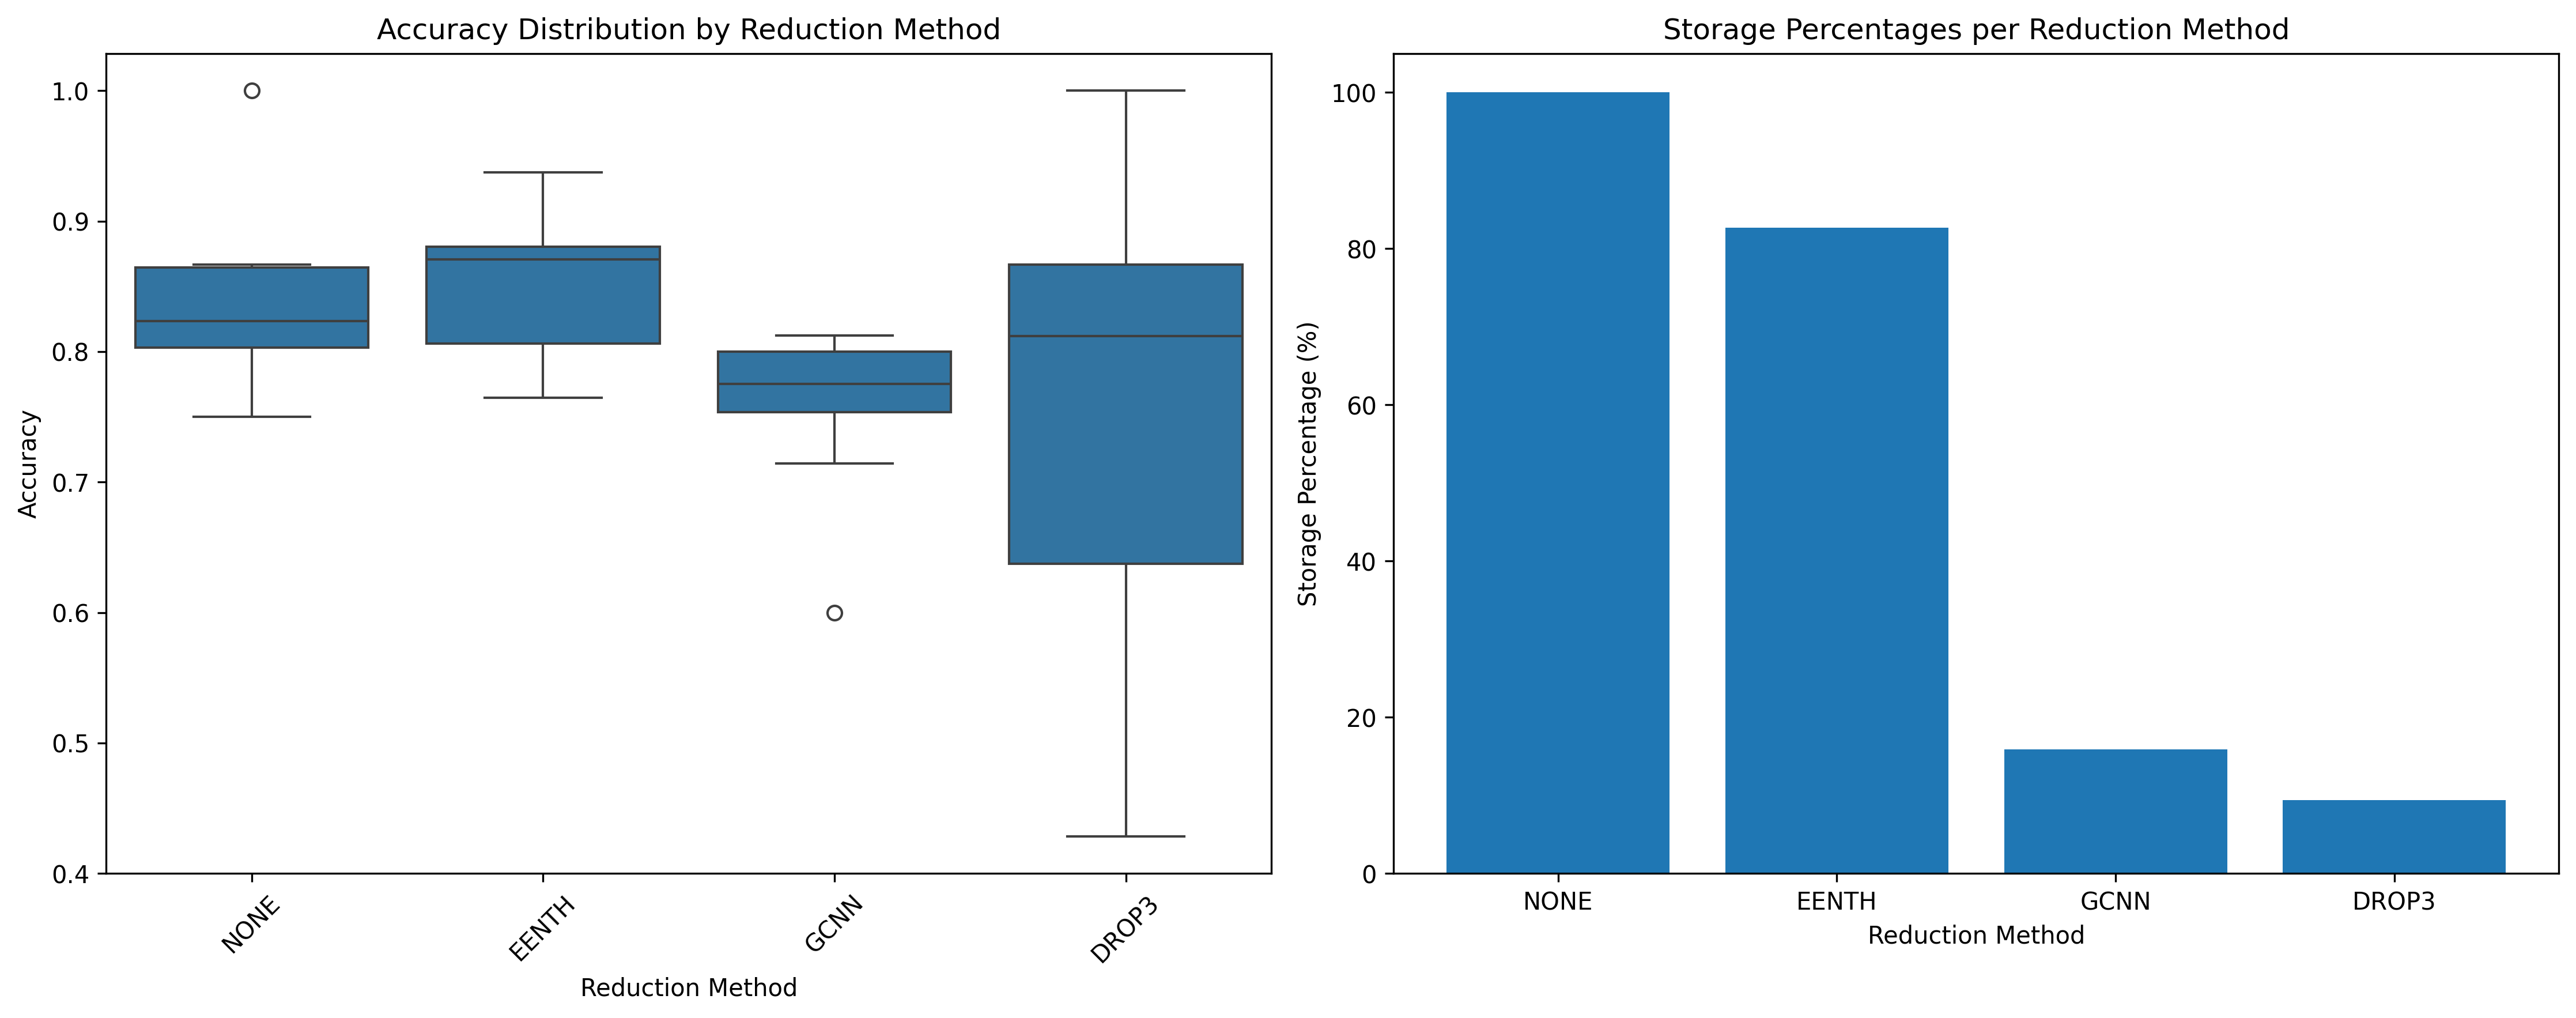 Accuracy Distribution by Reduction Method
1.0
0.9
0.8
0.7
0.6
0.5
0.4
Accuracy
NONE
EENTH
GCNN
DROP3
Reduction Method
Storage Percentages per Reduction Method
100
80
60
40
20
0
Storage Percentage (%)
NONE
EENTH
GCNN
DROP3
Reduction Method